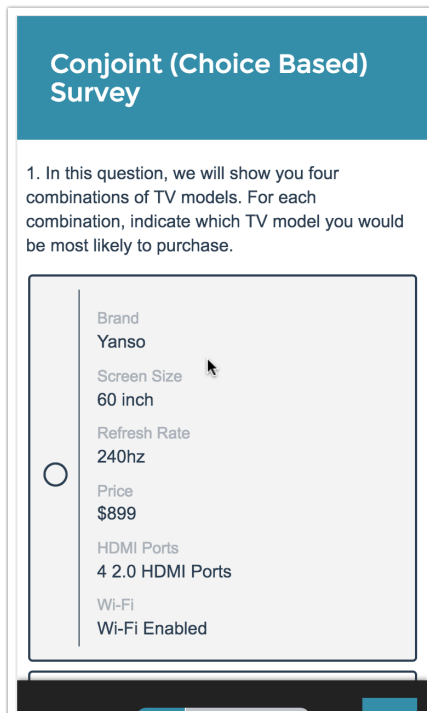 Conjoint (Choice Based)
Survey
1. In this question, we will show you four
combinations of TV models. For each
combination, indicate which TV model you would
be most likely to purchase.
Brand
Yanso
Screen Size
60 inch
Refresh Rate
240hz
Price
$899
HDMI Ports
4 2.0 HDMI Ports
Wi-Fi
Wi-Fi Enabled